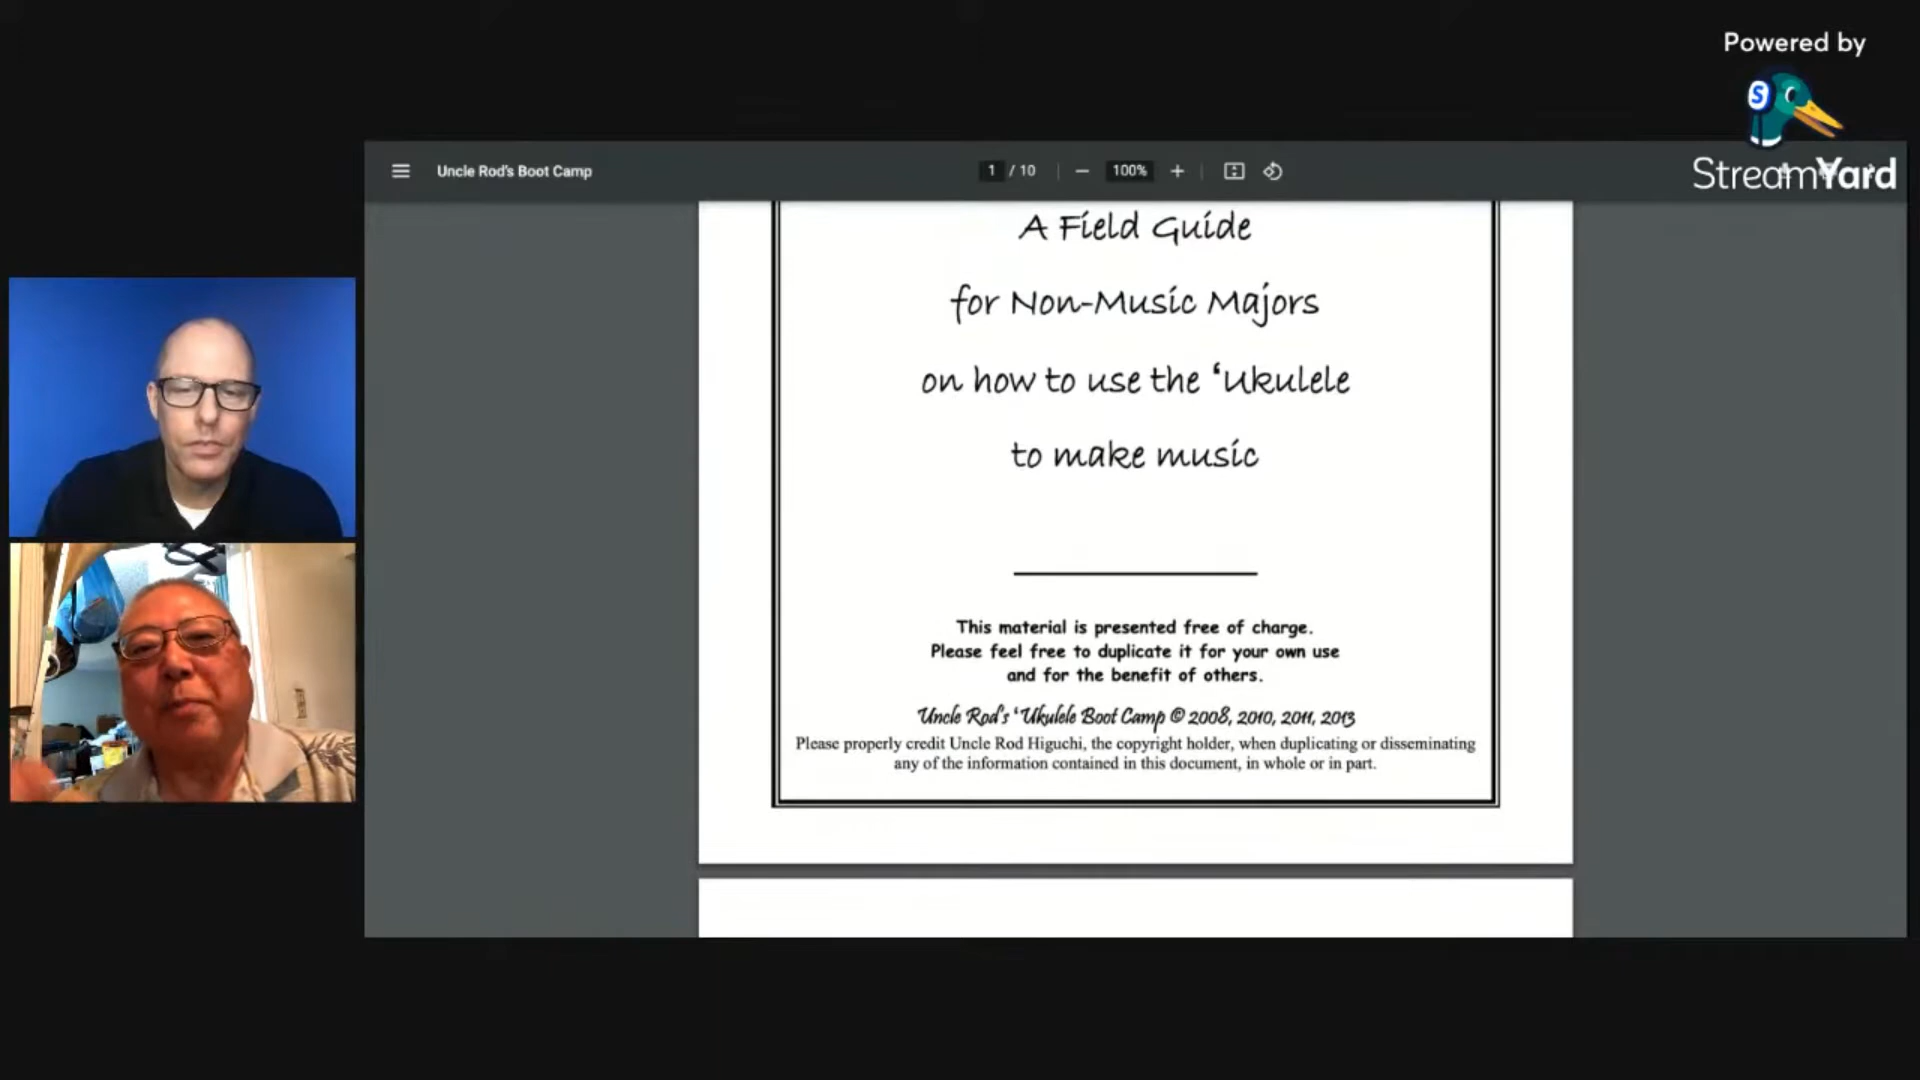 Powered by
StreamYard
Uncle Rod's Boot Camp
1 / 10
100%
A Field Guide
for Non-Music Majors
on how to use the ‘Ukulele
to make music
This material is presented free of charge.
Please feel free to duplicate it for your own use
and for the benefit of others.
Uncle Rod's ‘Ukulele Boot Camp © 2008, 2010, 2011, 2013
Please properly credit Uncle Rod Higuchi, the copyright holder, when duplicating or disseminating
any of the information contained in this document, in whole or in part.